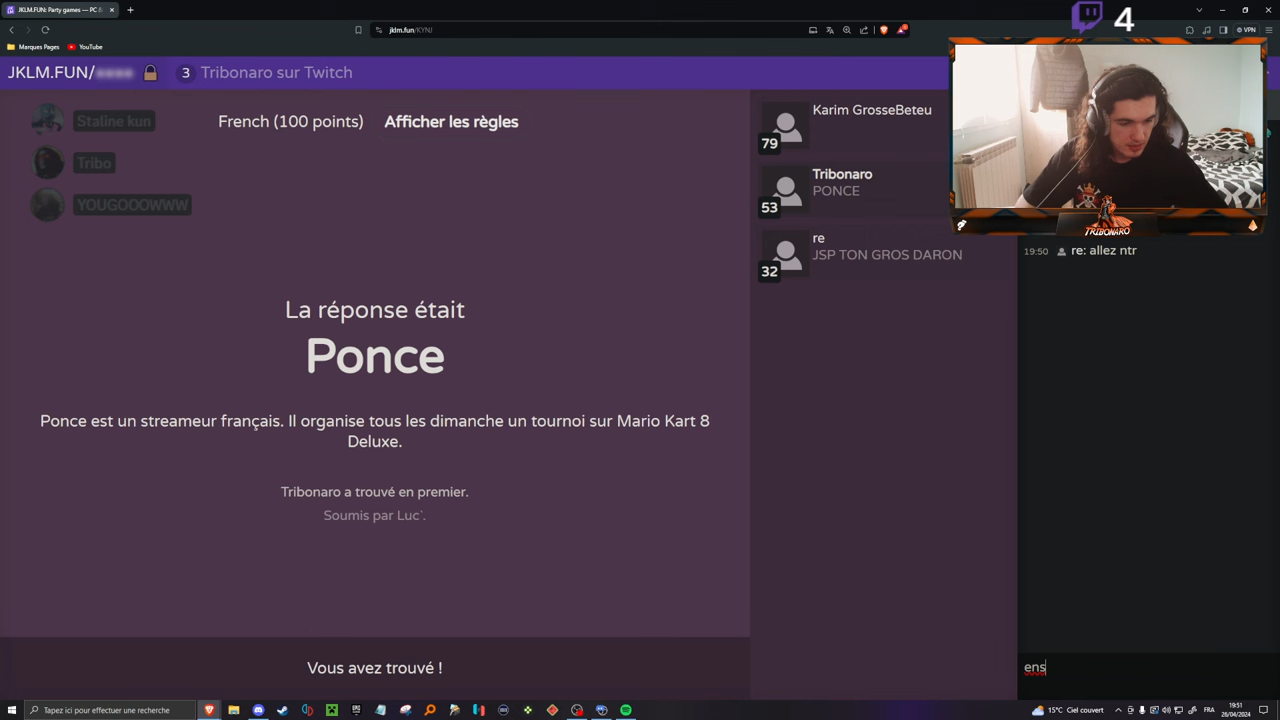 JKLM.FUN: Party games — PC 6
4
jklm.fun/KYNJ
VPN
Marques Pages
YouTube
JKLM.FUN/
3
Tribonaro sur Twitch
Staline kun
Tribo
YOUGOOOWWW
French (100 points)
Afficher les règles
Karim GrosseBeteu
79
Tribonaro
PONCE
53
re
JSP TON GROS DARON
32
TRIBONARO
19:50 re: allez ntr
La réponse était
Ponce
Ponce est un streameur français. Il organise tous les dimanche un tournoi sur Mario Kart 8
Deluxe.
Tribonaro a trouvé en premier.
Soumis par Luc`.
Vous avez trouvé !
ens
Tapez ici pour effectuer une recherche
15°C Ciel couvert
FRA
19:51
26/04/2024